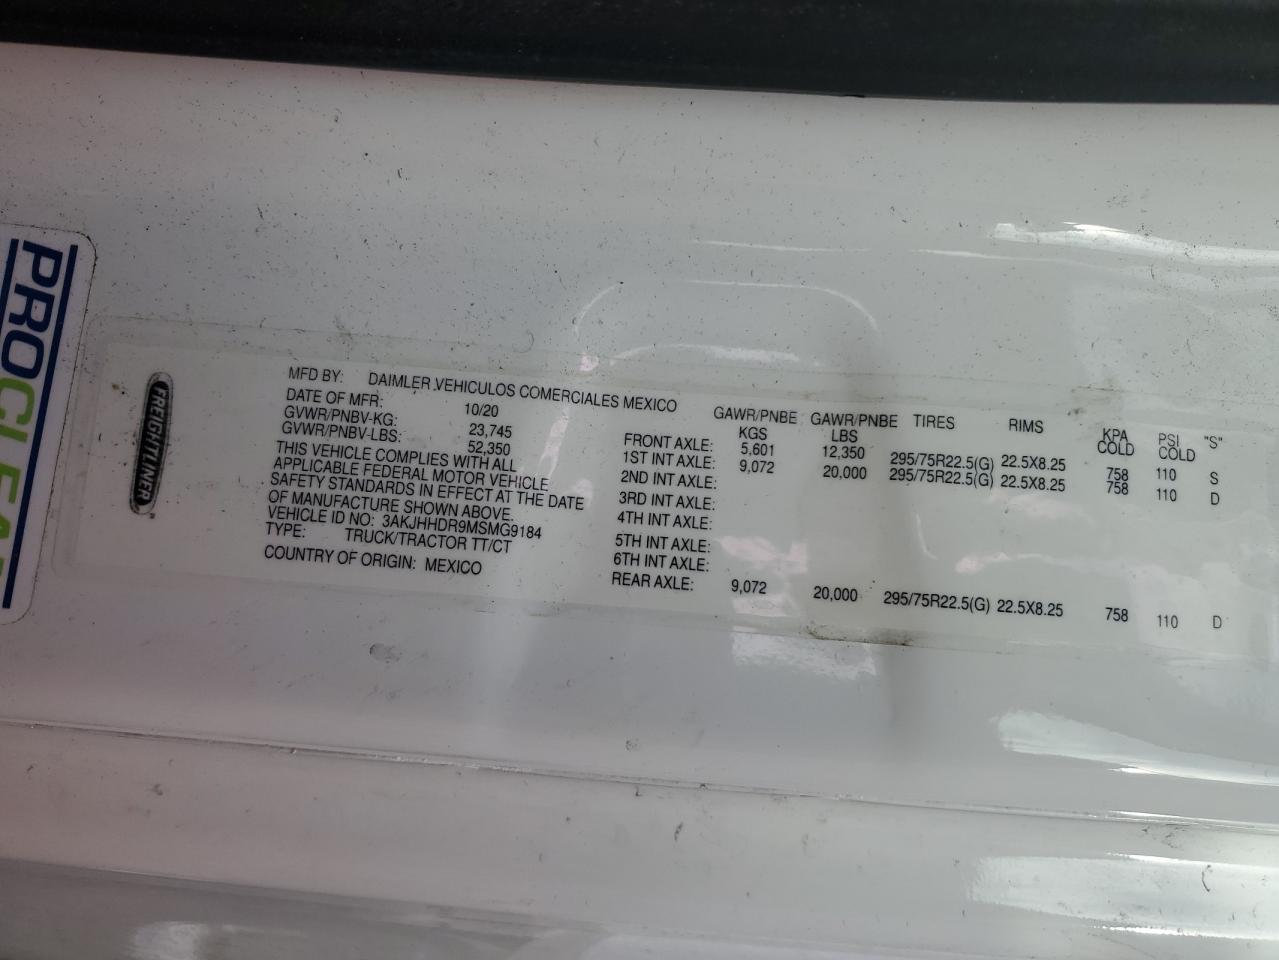 PROCLEA
FREIGHTLINER
MFD BY: DAIMLER VEHICULOS COMERCIALES MEXICO
DATE OF MFR: 10/20
GVWR/PNBV-KG: 23,745
GVWR/PNBV-LBS: 52,350
THIS VEHICLE COMPLIES WITH ALL
APPLICABLE FEDERAL MOTOR VEHICLE
SAFETY STANDARDS IN EFFECT AT THE DATE
OF MANUFACTURE SHOWN ABOVE.
VEHICLE ID NO: 3AKJHHDR9MSMG9184
TYPE: TRUCK/TRACTOR TT/CT
COUNTRY OF ORIGIN: MEXICO
GAWR/PNBE GAWR/PNBE TIRES RIMS KPA PSI "S"
KGS LBS COLD COLD
FRONT AXLE: 5,601 12,350 295/75R22.5(G) 22.5X8.25 758 110 S
1ST INT AXLE: 9,072 20,000 295/75R22.5(G) 22.5X8.25 758 110 D
2ND INT AXLE:
3RD INT AXLE:
4TH INT AXLE:
5TH INT AXLE:
6TH INT AXLE:
REAR AXLE: 9,072 20,000 295/75R22.5(G) 22.5X8.25 758 110 D